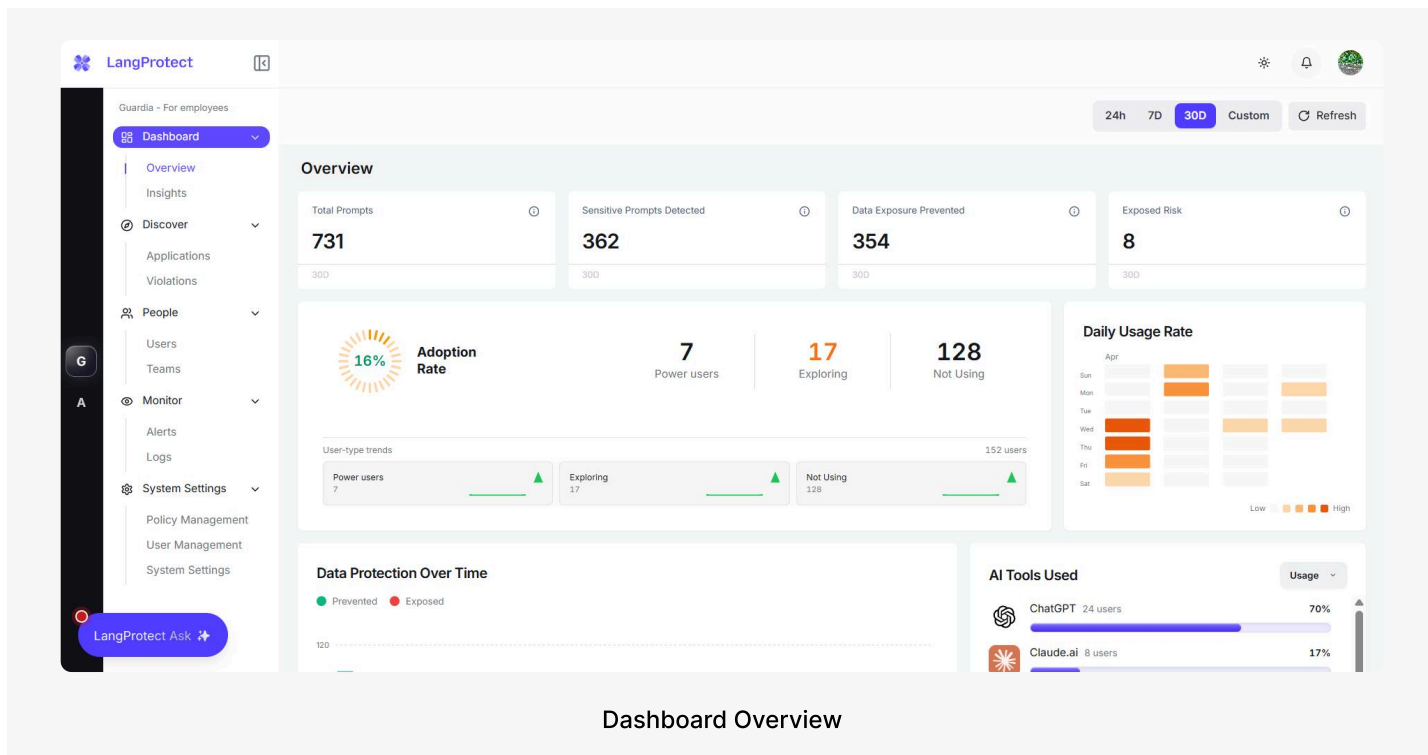 LangProtect
Guardia - For employees
Dashboard
Overview
Insights
Discover
Applications
Violations
People
Users
Teams
Monitor
Alerts
Logs
System Settings
Policy Management
User Management
System Settings
G
A
LangProtect Ask
24h 7D 30D Custom Refresh
Overview
Total Prompts
731
30D
Sensitive Prompts Detected
362
30D
Data Exposure Prevented
354
30D
Exposed Risk
8
30D
16%
Adoption
Rate
7
Power users
17
Exploring
128
Not Using
User-type trends 152 users
Power users
7
Exploring
17
Not Using
128
Daily Usage Rate
Apr
Sun
Mon
Tue
Wed
Thu
Fri
Sat
Low High
Data Protection Over Time
Prevented Exposed
120
AI Tools Used Usage
ChatGPT 24 users 70%
Claude.ai 8 users 17%
Dashboard Overview